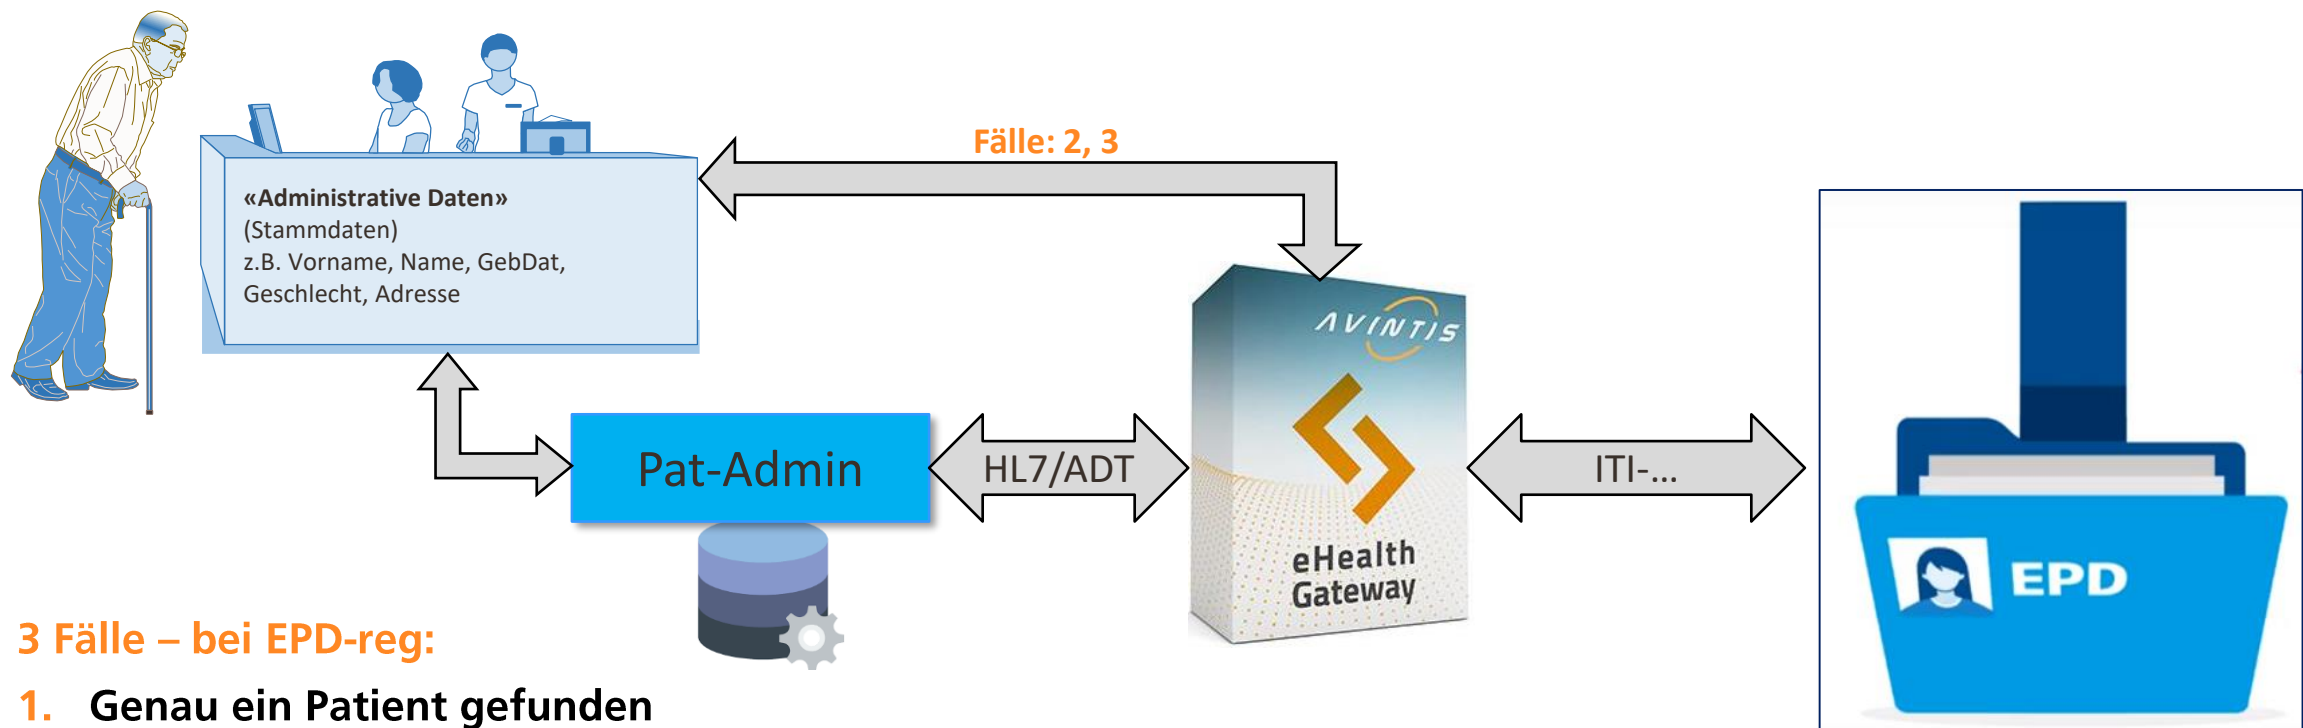 Fälle: 2, 3
«Administrative Daten»
(Stammdaten)
z.B. Vorname, Name, GebDat,
Geschlecht, Adresse
AVINTIS
Pat-Admin
HL7/ADT
ITI-...
eHealth
Gateway
EPD
3 Fälle – bei EPD-reg:
1. Genau ein Patient gefunden